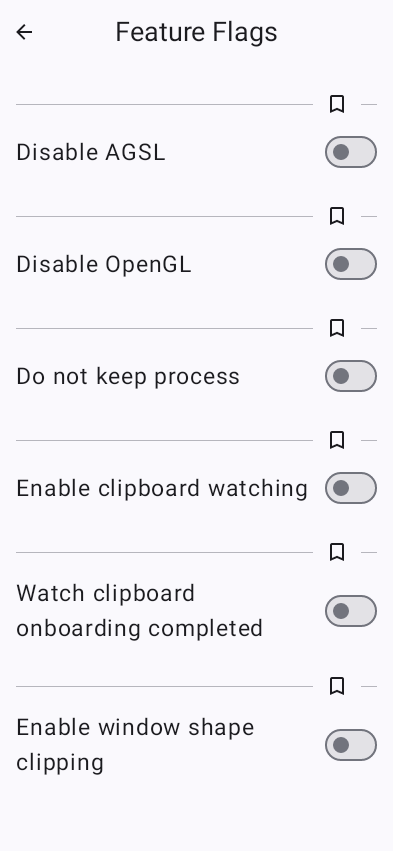 Feature Flags
Disable AGSL
Disable OpenGL
Do not keep process
Enable clipboard watching
Watch clipboard
onboarding completed
Enable window shape
clipping